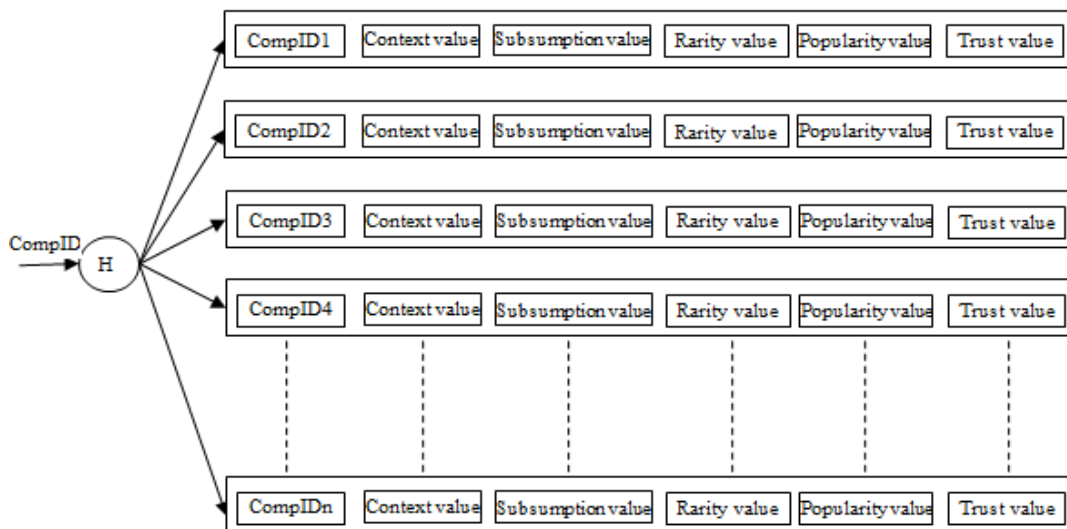 CompID1 Context value Subsumption value Rarity value Popularity value Trust value
CompID2 Context value Subsumption value Rarity value Popularity value Trust value
CompID3 Context value Subsumption value Rarity value Popularity value Trust value
CompID
H
CompID4 Context value Subsumption value Rarity value Popularity value Trust value
CompIDn Context value Subsumption value Rarity value Popularity value Trust value